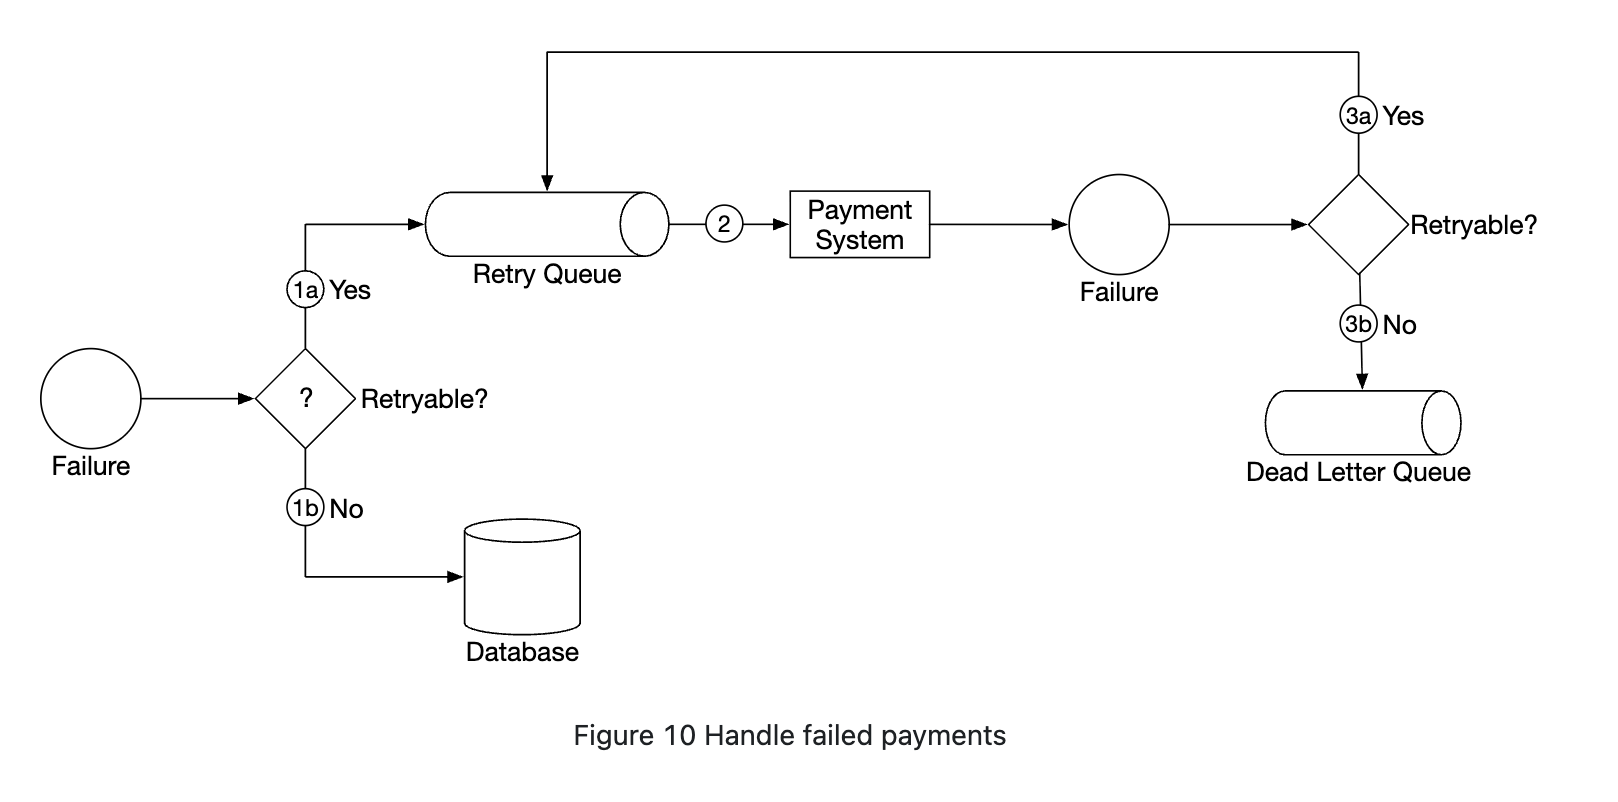 3a Yes
Payment
System
2
Retryable?
Retry Queue
1a Yes
Failure
3b No
?
Retryable?
Failure
Dead Letter Queue
1b No
Database
Figure 10 Handle failed payments